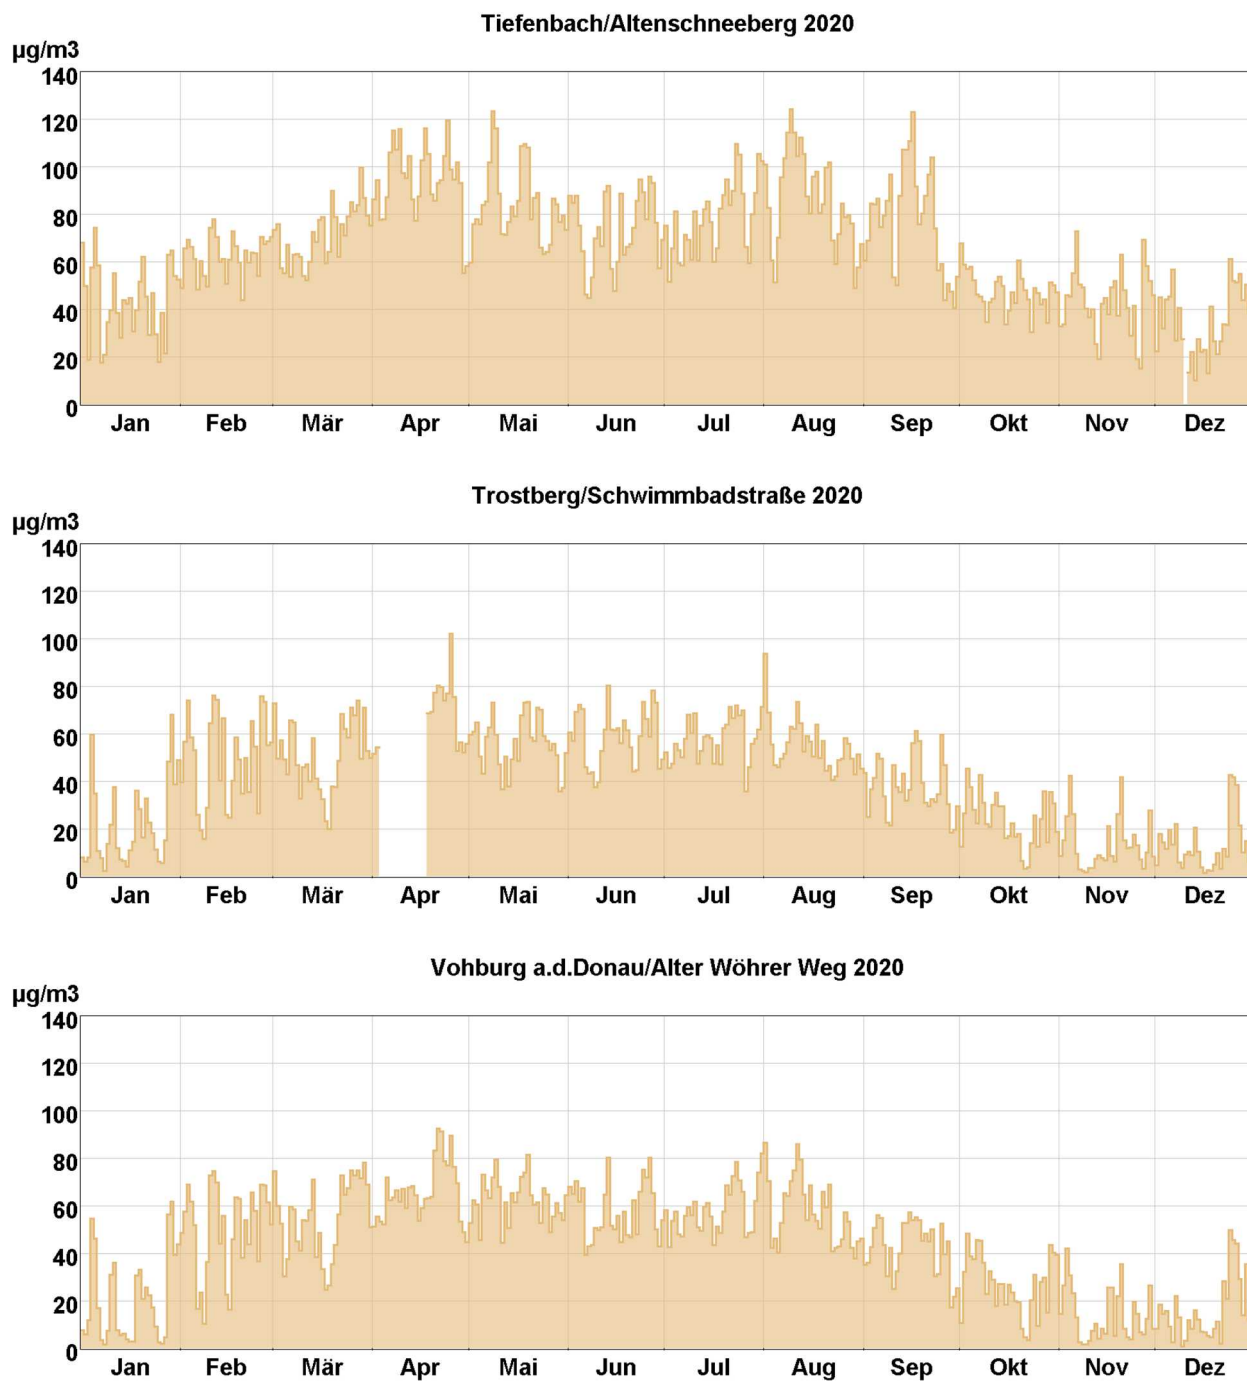 Tiefenbach/Altenschneeberg 2020
µg/m3
140
120
100
80
60
40
20
0
Jan Feb Mär Apr Mai Jun Jul Aug Sep Okt Nov Dez
Trostberg/Schwimmbadstraße 2020
µg/m3
140
120
100
80
60
40
20
0
Jan Feb Mär Apr Mai Jun Jul Aug Sep Okt Nov Dez
Vohburg a.d.Donau/Alter Wöhrer Weg 2020
µg/m3
140
120
100
80
60
40
20
0
Jan Feb Mär Apr Mai Jun Jul Aug Sep Okt Nov Dez